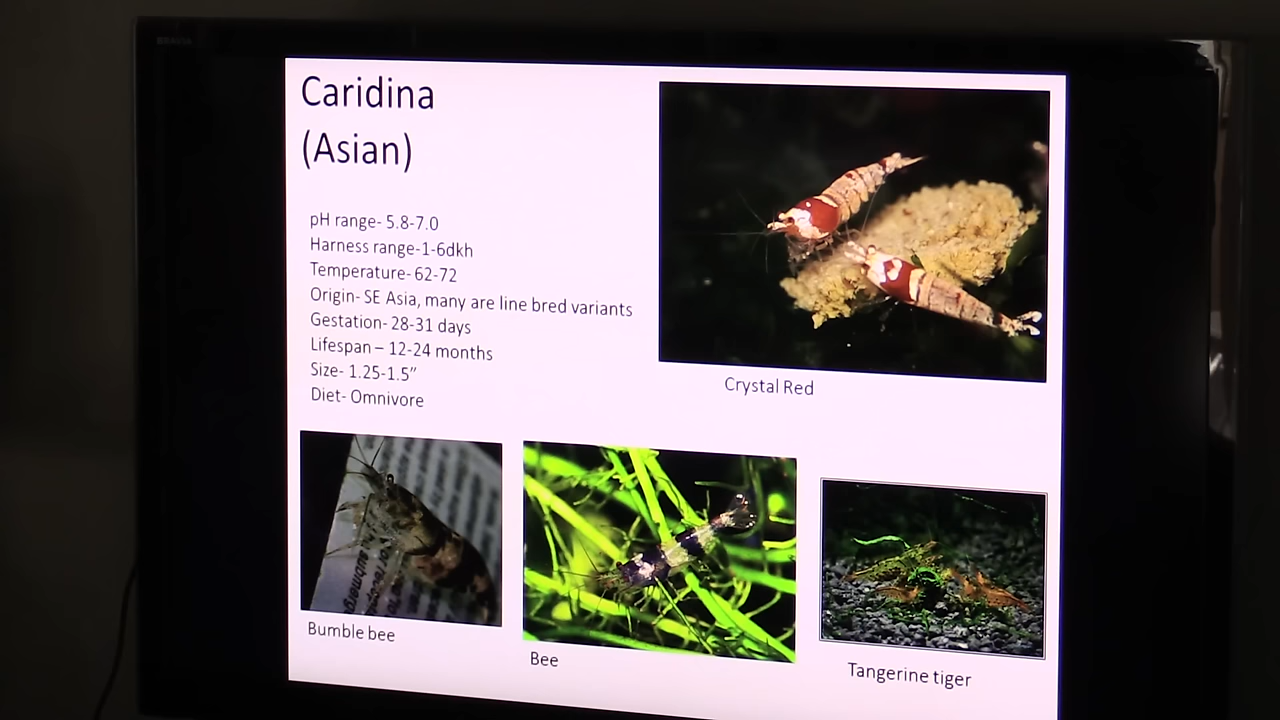 BRAVIA
Caridina
(Asian)
pH range- 5.8-7.0
Harness range-1-6dkh
Temperature- 62-72
Origin- SE Asia, many are line bred variants
Gestation- 28-31 days
Lifespan – 12-24 months
Size- 1.25-1.5”
Diet- Omnivore
Crystal Red
Bumble bee
Bee
Tangerine tiger